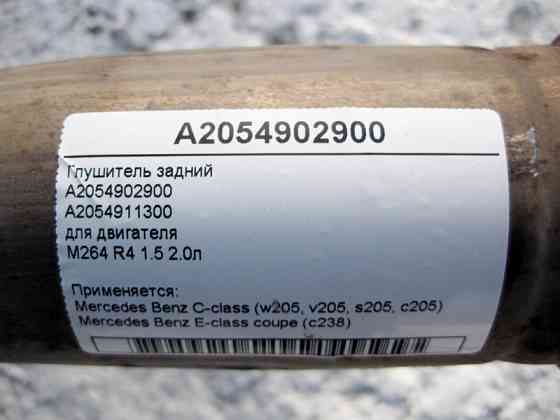 A2054902900
Глушитель задний
A2054902900
A2054911300
для двигателя
M264 R4 1.5 2.0л
Применяется:
Mercedes Benz C-class (w205, v205, s205, c205)
Mercedes Benz E-class coupe (c238)